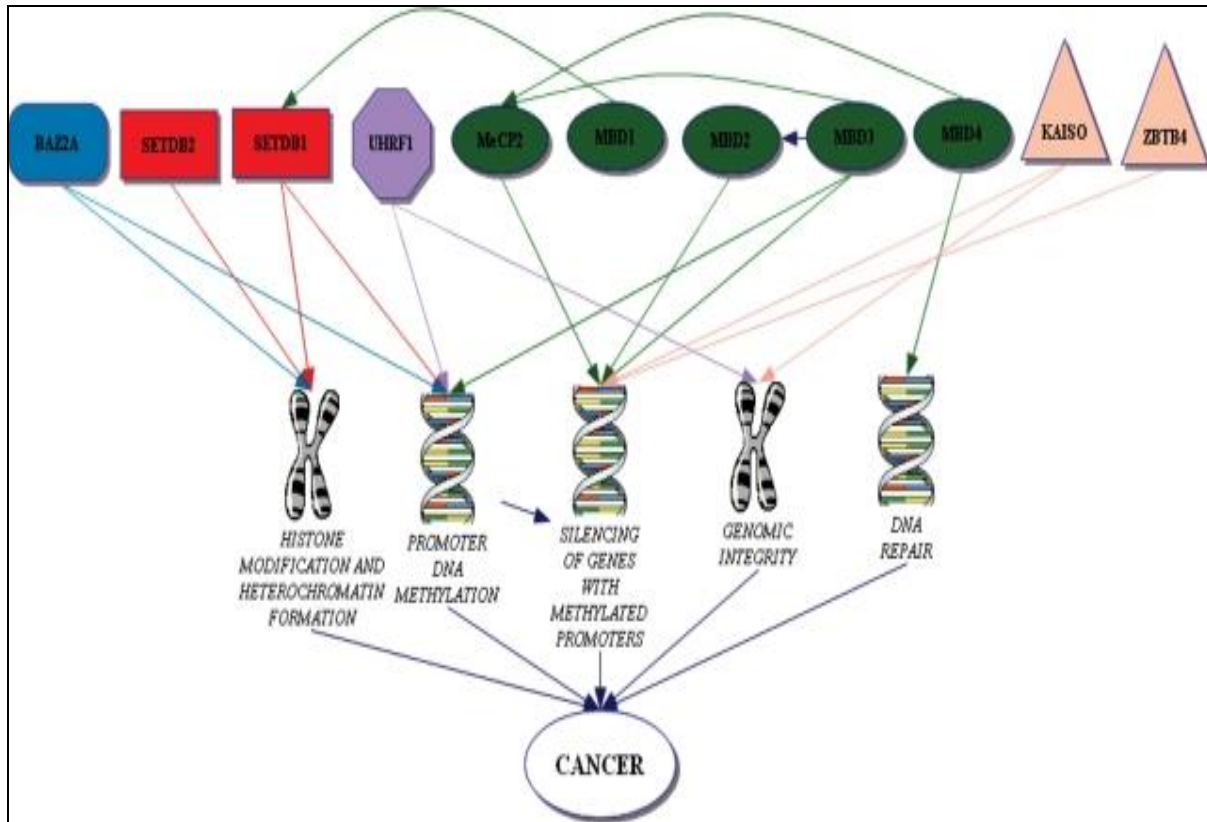 BAZ2A
SETDB2
SETDB1
UHRF1
MeCP2
MBD1
MBD2
MBD3
MBD4
KAISO
ZBTB4
HISTONE
MODIFICATION AND
HETEROCHROMATIN
FORMATION
PROMOTER
DNA
METHYLATION
SILENCING
OF GENES
WITH
METHYLATED
PROMOTERS
GENOMIC
INTEGRITY
DNA
REPAIR
CANCER